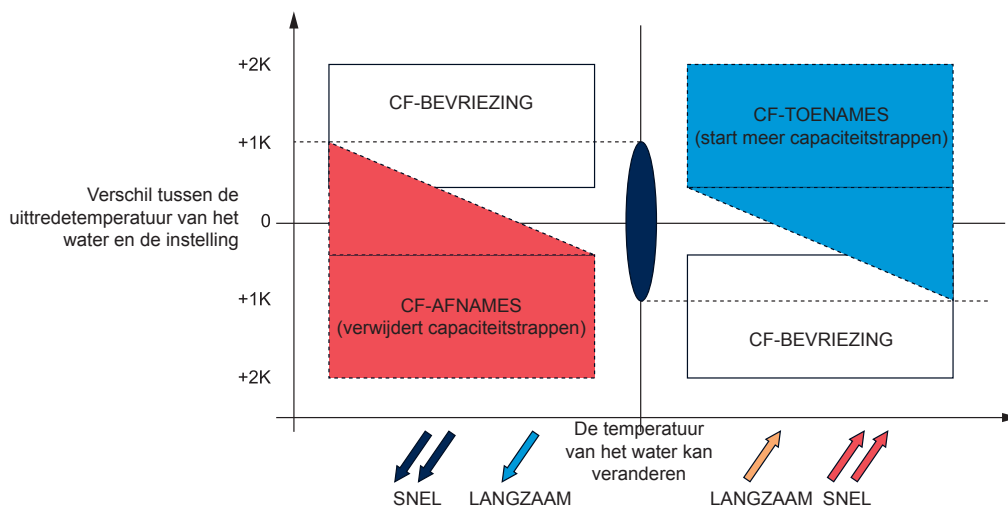 +2K
CF-BEVRIEZING
CF-TOENAMES
(start meer capaciteitstrappen)
+1K
Verschil tussen de
uittredetemperatuur van het
water en de instelling
0
CF-AFNAMES
(verwijdert capaciteitstrappen)
+1K
CF-BEVRIEZING
+2K
De temperatuur
van het water kan
veranderen
SNEL
LANGZAAM
LANGZAAM
SNEL